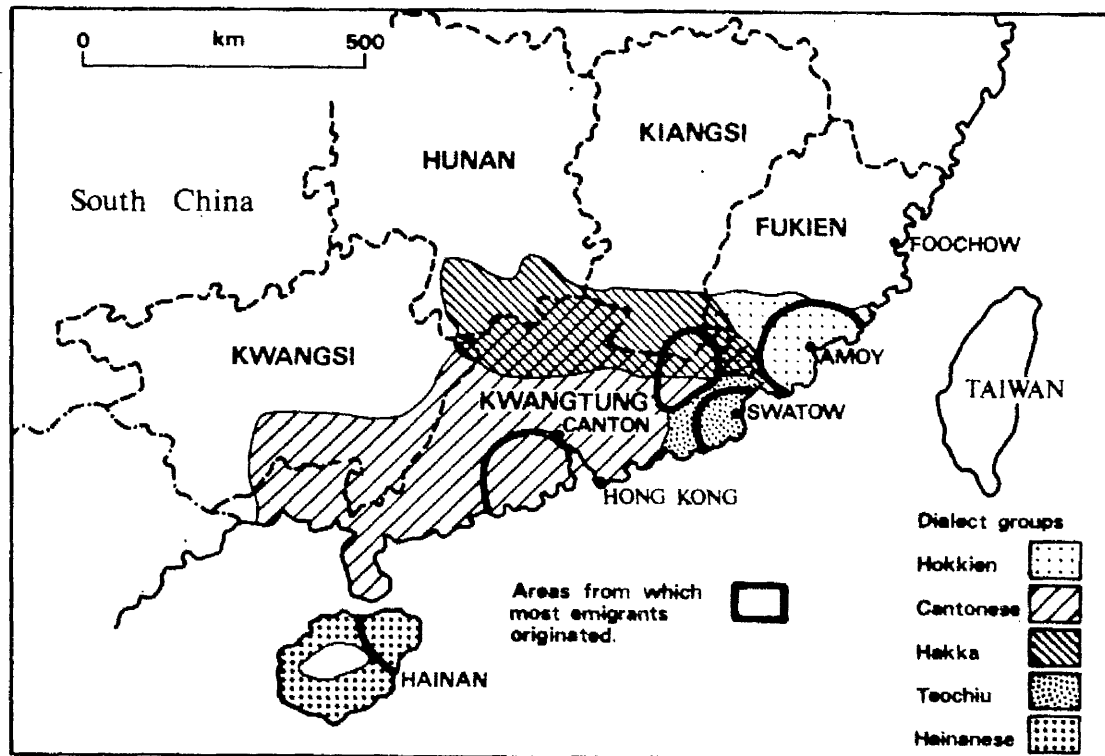 0 km 500
KIANGSI
HUNAN
South China
FUKIEN
FOOCHOW
KWANGSI
AMOY
TAIWAN
KWANGTUNG
SWATOW
CANTON
HONG KONG
Dialect groups
Hokkien
Areas from which
most emigrants
originated.
Cantonese
Hakka
HAINAN
Teochiu
Hainanese